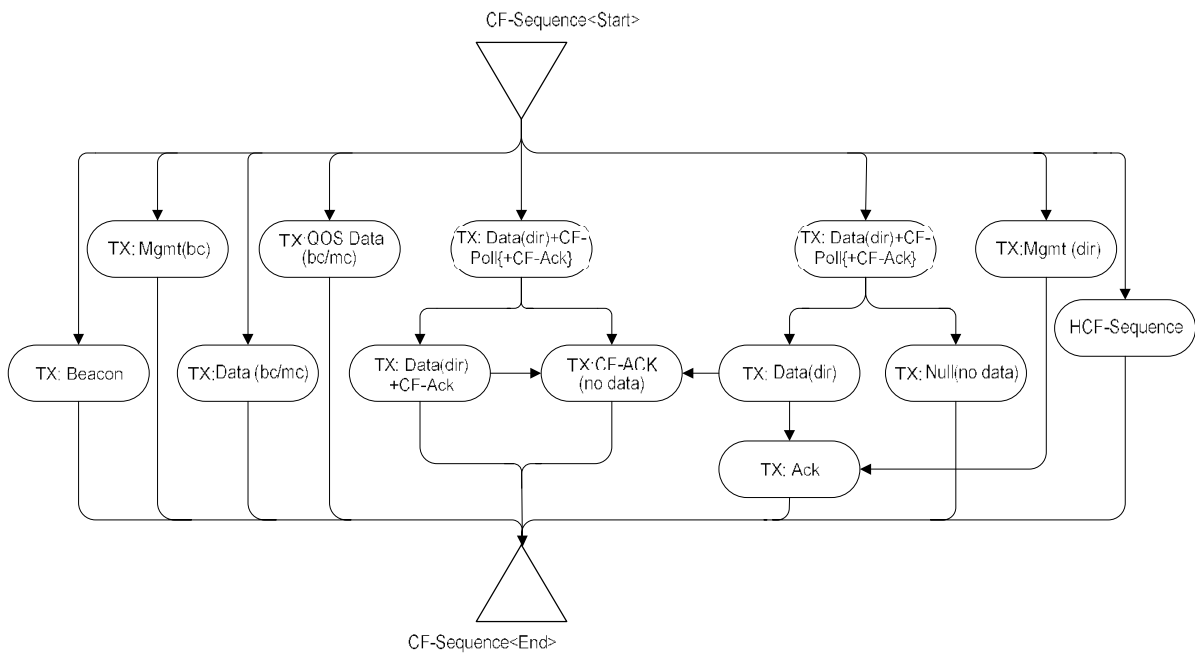 CF-Sequence<Start>
TX: Mgmt(bc)
TX:QOS Data
(bc/mc)
TX: Data(dir)+CF-
Poll{+CF-Ack}
TX: Data(dir)+CF-
Poll{+CF-Ack}
TX:Mgmt (dir)
HCF-Sequence
TX: Beacon
TX:Data (bc/mc)
TX: Data(dir)
+CF-Ack
TX:CF-ACK
(no data)
TX: Data(dir)
TX: Null(no data)
TX: Ack
CF-Sequence<End>